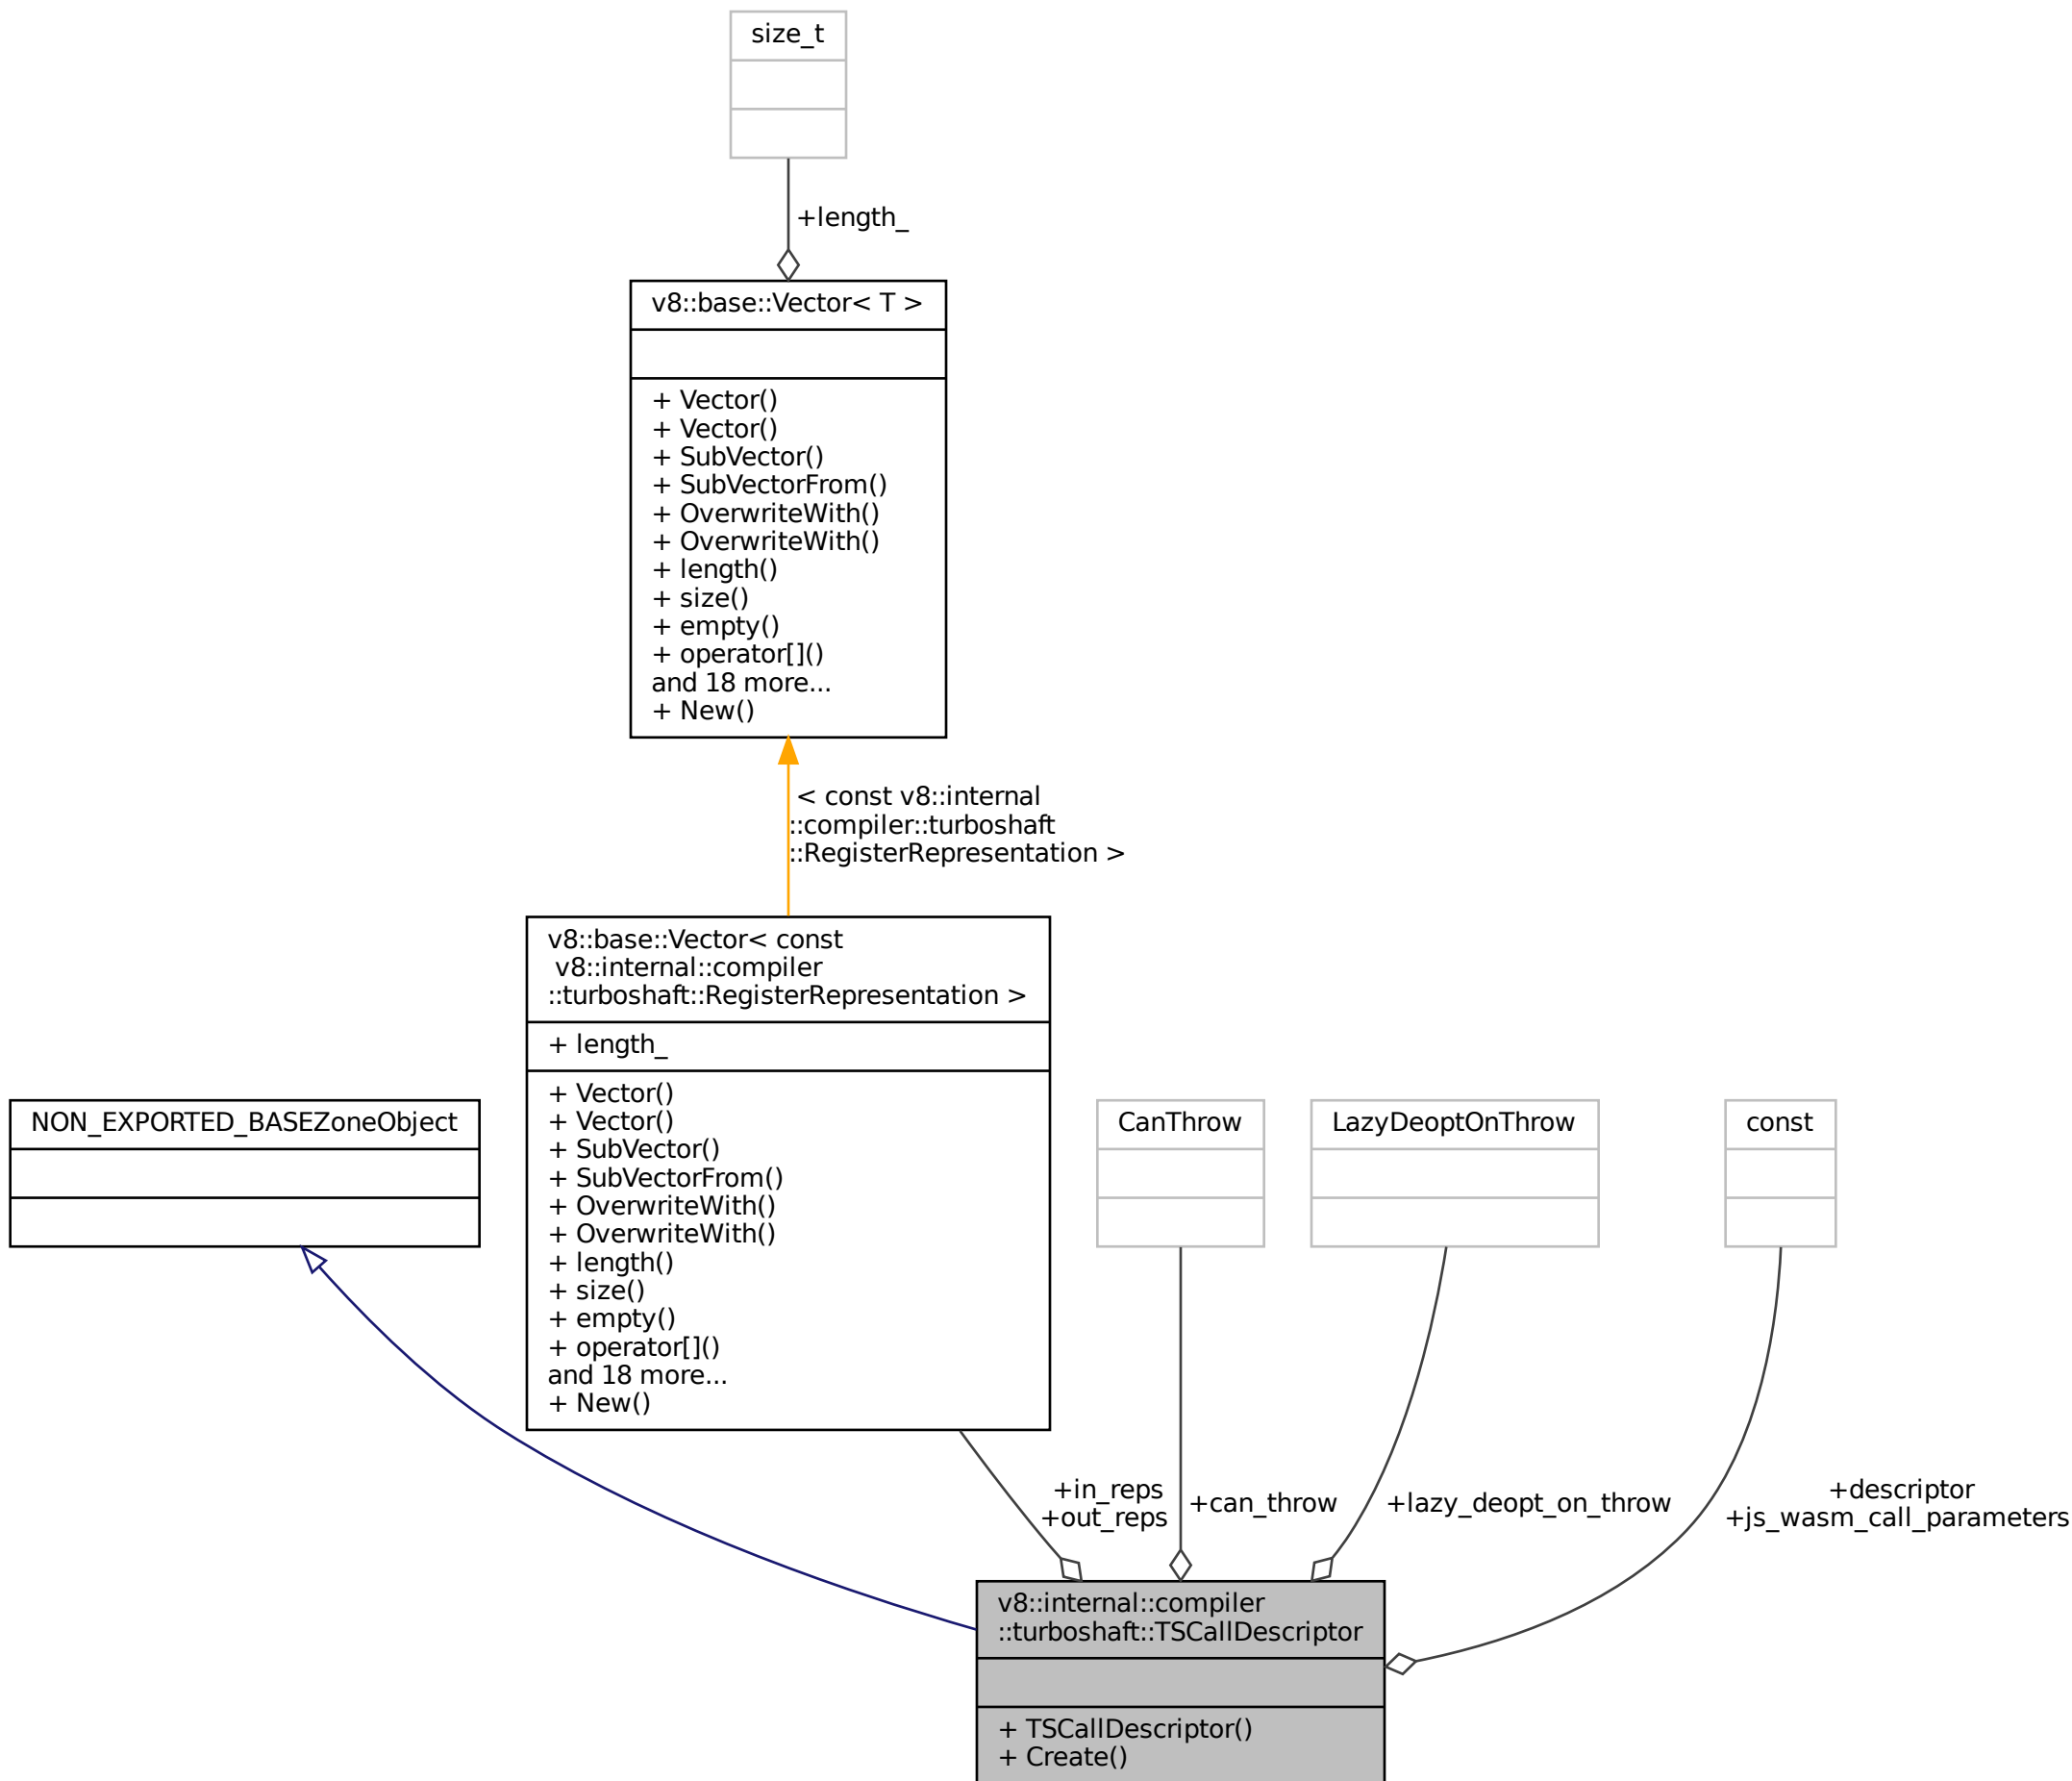 size_t
+length_
v8::base::Vector< T >
+ Vector()
+ Vector()
+ SubVector()
+ SubVectorFrom()
+ OverwriteWith()
+ OverwriteWith()
+ length()
+ size()
+ empty()
+ operator[]()
and 18 more...
+ New()
< const v8::internal
::compiler::turboshaft
::RegisterRepresentation >
v8::base::Vector< const
v8::internal::compiler
::turboshaft::RegisterRepresentation >
+ length_
+ Vector()
+ Vector()
+ SubVector()
+ SubVectorFrom()
+ OverwriteWith()
+ OverwriteWith()
+ length()
+ size()
+ empty()
+ operator[]()
and 18 more...
+ New()
NON_EXPORTED_BASEZoneObject
CanThrow
LazyDeoptOnThrow
const
+in_reps
+out_reps
+can_throw
+lazy_deopt_on_throw
+descriptor
+js_wasm_call_parameters
v8::internal::compiler
::turboshaft::TSCallDescriptor
+ TSCallDescriptor()
+ Create()